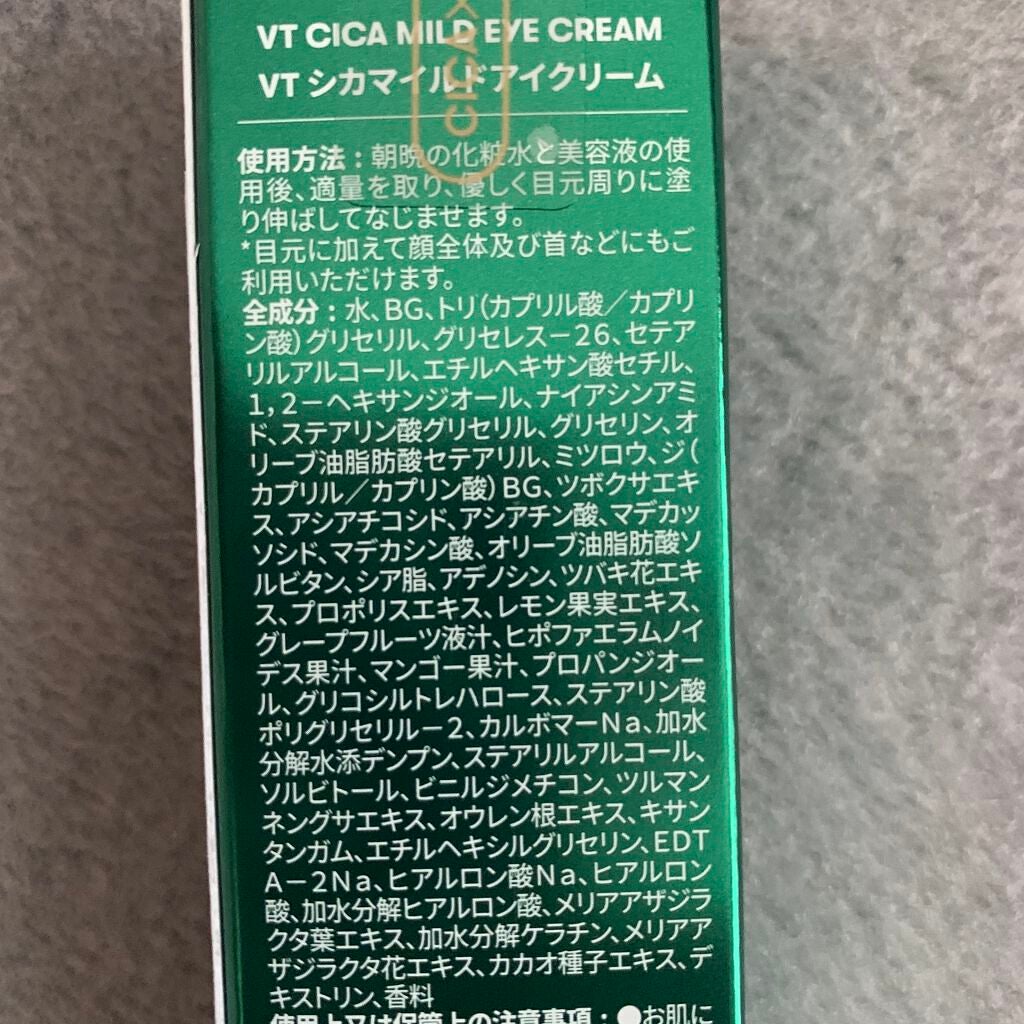 VT CICA MILD EYE CREAM
VT シカマイルドアイクリーム
CICA
使用方法：朝晩の化粧水と美容液の使
用後、適量を取り、優しく目元周りに塗
り伸ばしてなじませます。
*目元に加えて顔全体及び首などにもご
利用いただけます。
全成分：水、BG、トリ（カプリル酸／カプリ
ン酸）グリセリル、グリセレス－26、セテア
リルアルコール、エチルヘキサン酸セチル、
1,2－ヘキサンジオール、ナイアシンアミ
ド、ステアリン酸グリセリル、グリセリン、オ
リーブ油脂肪酸セテアリル、ミツロウ、ジ（
カプリル／カプリン酸）BG、ツボクサエキ
ス、アシアチコシド、アシアチン酸、マデカッ
ソシド、マデカシン酸、オリーブ油脂肪酸ソ
ルビタン、シア脂、アデノシン、ツバキ花エキ
ス、プロポリスエキス、レモン果実エキス、
グレープフルーツ液汁、ヒポファエラムノイ
デス果汁、マンゴー果汁、プロパンジオー
ル、グリコシルトレハロース、ステアリン酸
ポリグリセリル－2、カルボマーNa、加水
分解水添デンプン、ステアリルアルコール、
ソルビトール、ビニルジメチコン、ツルマン
ネングサエキス、オウレン根エキス、キサン
タンガム、エチルヘキシルグリセリン、EDT
A－2Na、ヒアルロン酸Na、ヒアルロン
酸、加水分解ヒアルロン酸、メリアアザジラ
クタ葉エキス、加水分解ケラチン、メリアア
ザジラクタ花エキス、カカオ種子エキス、デ
キストリン、香料
使用上又は保管上の注意事項：●お肌に